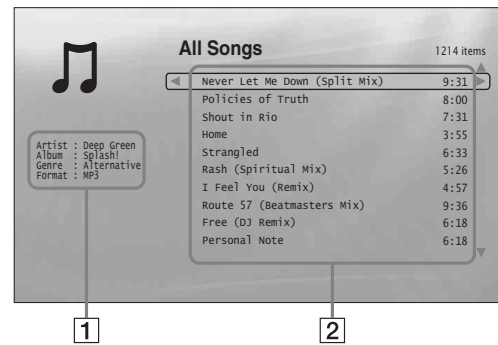 All Songs
1214 items
Never Let Me Down (Split Mix) 9:31
Policies of Truth 8:00
Shout in Rio 7:31
Home 3:55
Strangled 6:33
Rash (Spiritual Mix) 5:26
I Feel You (Remix) 4:57
Route 57 (Beatmasters Mix) 9:36
Free (DJ Remix) 6:18
Personal Note 6:18
Artist : Deep Green
Album : Splash!
Genre : Alternative
Format : MP3
1
2